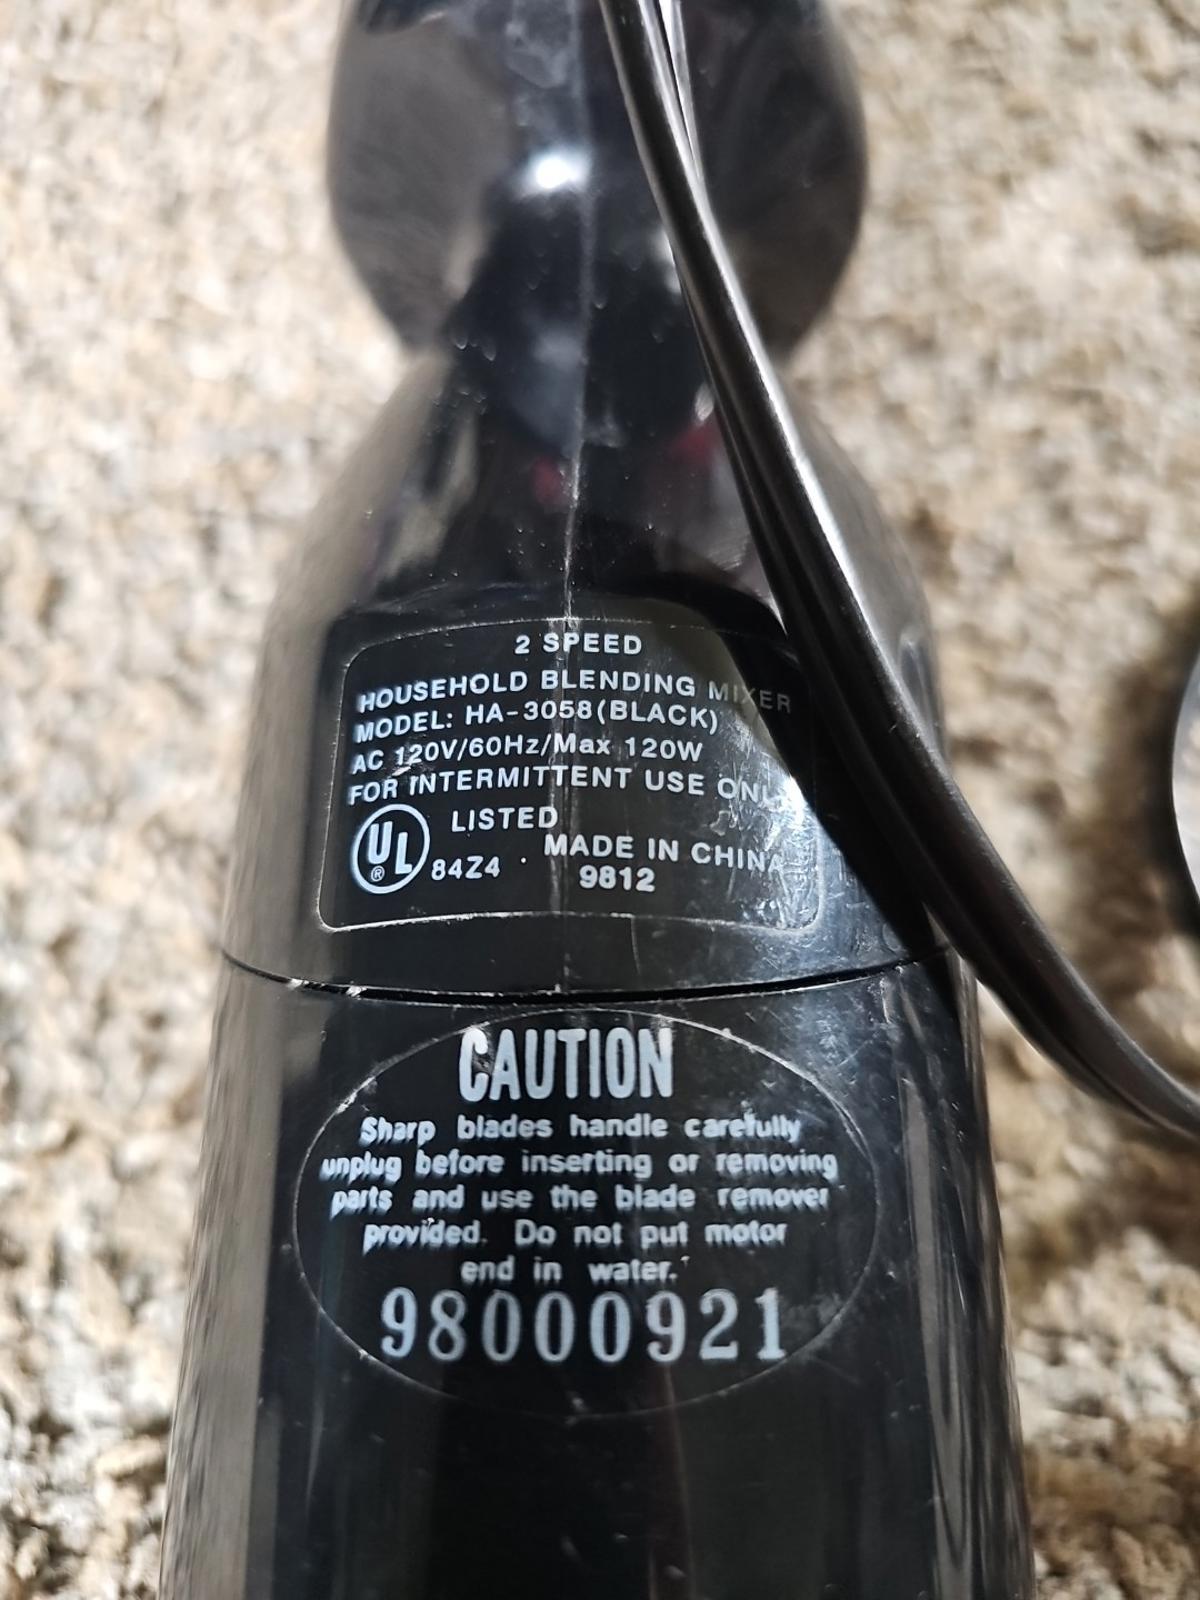 2 SPEED
HOUSEHOLD BLENDING MIXER
MODEL: HA-3058(BLACK)
AC 120V/60Hz/Max 120W
FOR INTERMITTENT USE ONLY
UL LISTED
® 84Z4 · MADE IN CHINA
9812
CAUTION
Sharp blades handle carefully
unplug before inserting or removing
parts and use the blade remover
provided. Do not put motor
end in water.
98000921